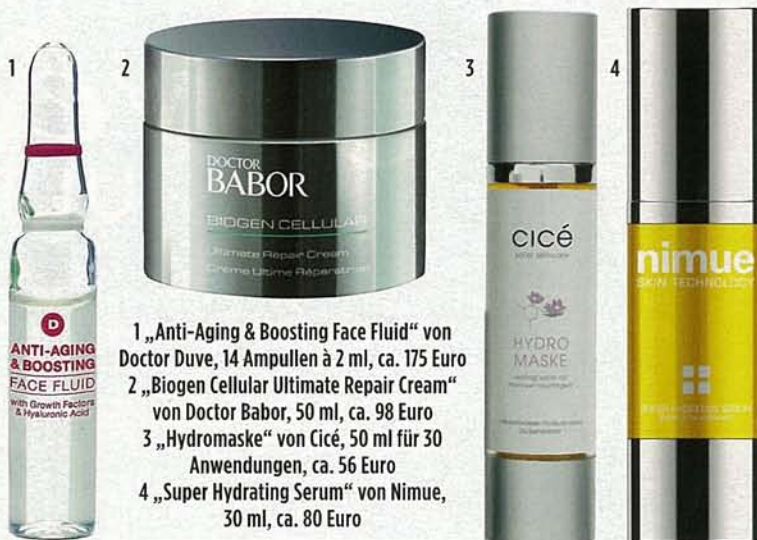 1
2
3
4
D
ANTI-AGING
& BOOSTING
FACE FLUID
with Growth Factors
& Hyaluronic Acid
DOCTOR
BABOR
BIOGEN CELLULAR
Ultimate Repair Cream
Crème Ultime Réparatrice
cicé
HYDRO
MASKE
nimue
SKIN TECHNOLOGY
1 „Anti-Aging & Boosting Face Fluid“ von
Doctor Duve, 14 Ampullen à 2 ml, ca. 175 Euro
2 „Biogen Cellular Ultimate Repair Cream“
von Doctor Babor, 50 ml, ca. 98 Euro
3 „Hydromaske“ von Cicé, 50 ml für 30
Anwendungen, ca. 56 Euro
4 „Super Hydrating Serum“ von Nimue,
30 ml, ca. 80 Euro